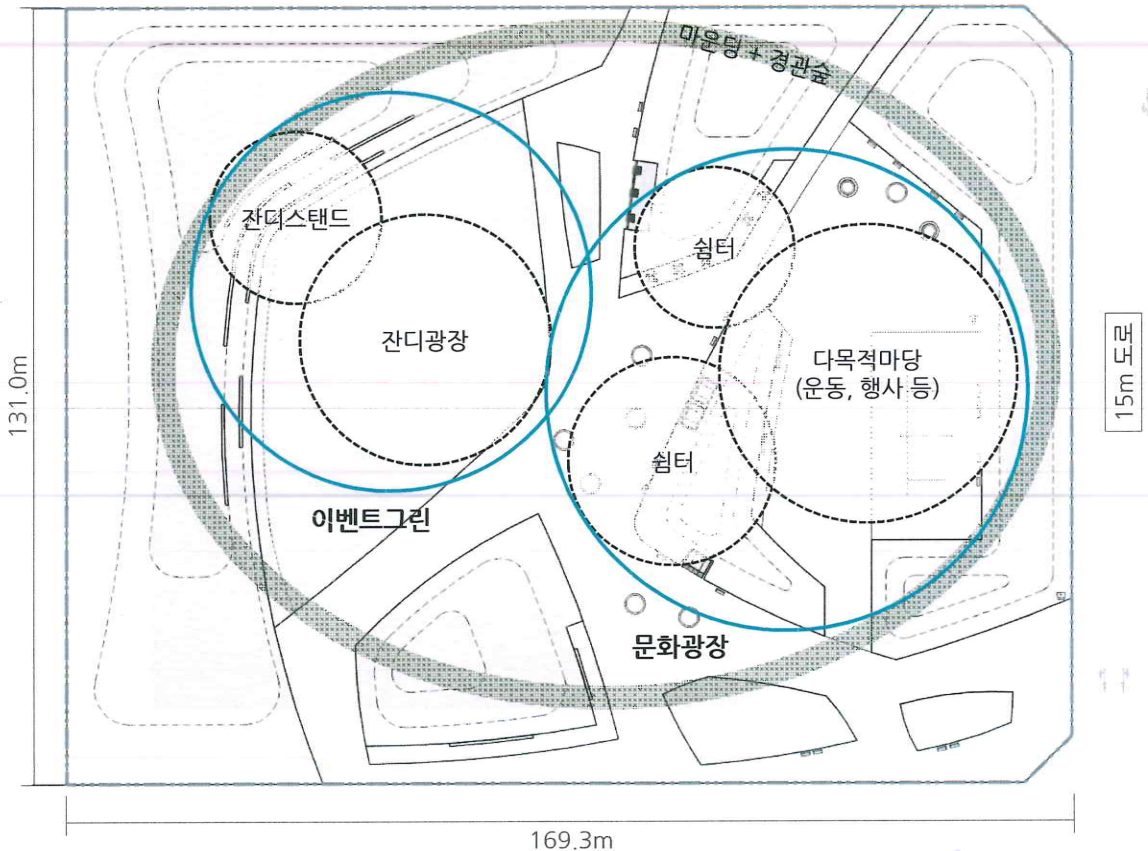 마운딩 + 경관숲
잔디스탠드
쉼터
잔디광장
다목적마당
(운동, 행사 등)
131.0m
15m 도로
쉼터
이벤트그린
문화광장
169.3m